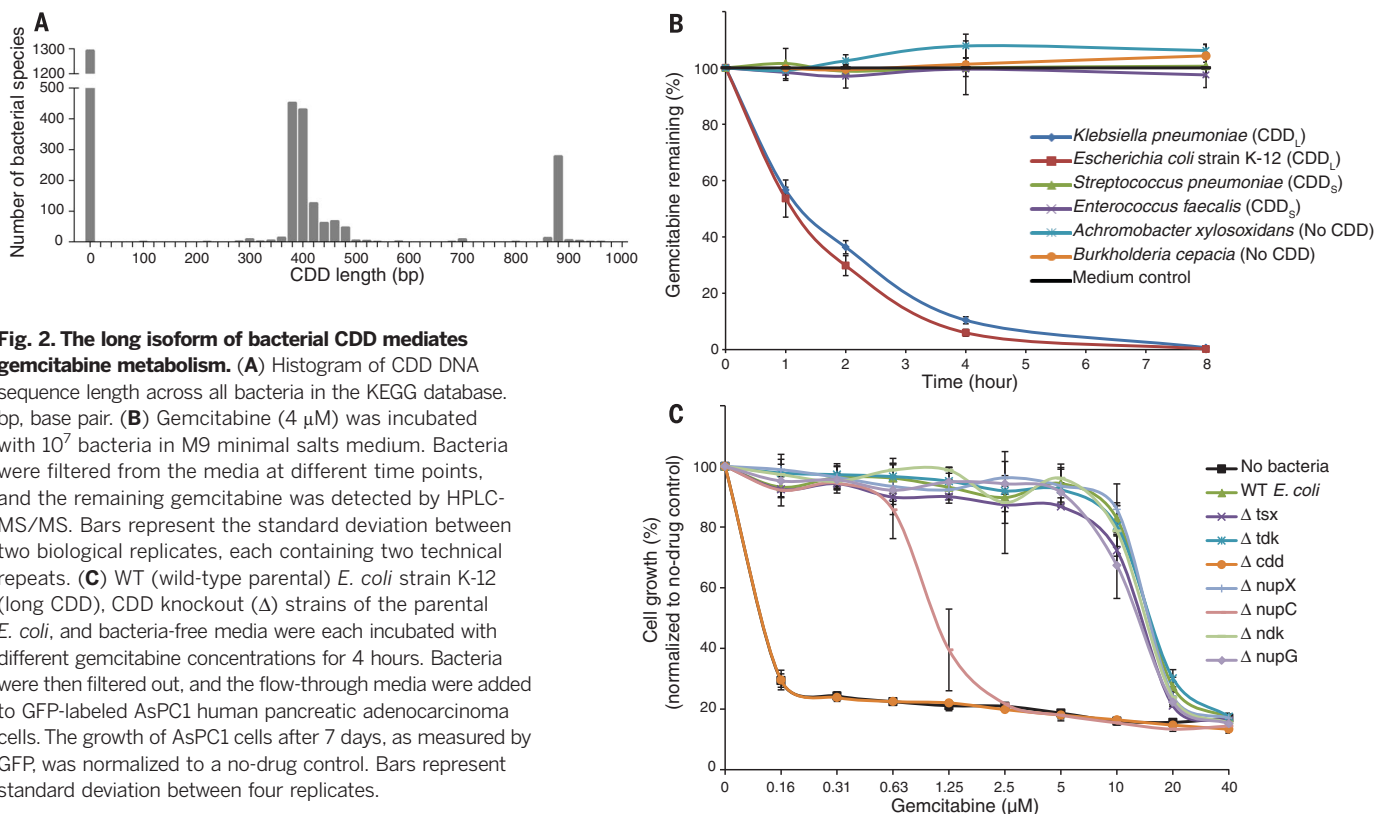 A
Number of bacterial species
1300
1200
500
400
300
200
100
0
0 100 200 300 400 500 600 700 800 900 1000
CDD length (bp)
Fig. 2. The long isoform of bacterial CDD mediates
gemcitabine metabolism. (A) Histogram of CDD DNA
sequence length across all bacteria in the KEGG database.
bp, base pair. (B) Gemcitabine (4 μM) was incubated
with 10⁷ bacteria in M9 minimal salts medium. Bacteria
were filtered from the media at different time points,
and the remaining gemcitabine was detected by HPLC-
MS/MS. Bars represent the standard deviation between
two biological replicates, each containing two technical
repeats. (C) WT (wild-type parental) E. coli strain K-12
(long CDD), CDD knockout (Δ) strains of the parental
E. coli, and bacteria-free media were each incubated with
different gemcitabine concentrations for 4 hours. Bacteria
were then filtered out, and the flow-through media were added
to GFP-labeled AsPC1 human pancreatic adenocarcinoma
cells. The growth of AsPC1 cells after 7 days, as measured by
GFP, was normalized to a no-drug control. Bars represent
standard deviation between four replicates.
B
Gemcitabine remaining (%)
100
80
60
40
20
0
0 1 2 3 4 5 6 7 8
Time (hour)
Klebsiella pneumoniae (CDD_L)
Escherichia coli strain K-12 (CDD_L)
Streptococcus pneumoniae (CDD_S)
Enterococcus faecalis (CDD_S)
Achromobacter xylosoxidans (No CDD)
Burkholderia cepacia (No CDD)
Medium control
C
Cell growth (%)
(normalized to no-drug control)
100
80
60
40
20
0
0 0.16 0.31 0.63 1.25 2.5 5 10 20 40
Gemcitabine (μM)
No bacteria
WT E. coli
Δ tsx
Δ tdk
Δ cdd
Δ nupX
Δ nupC
Δ ndk
Δ nupG